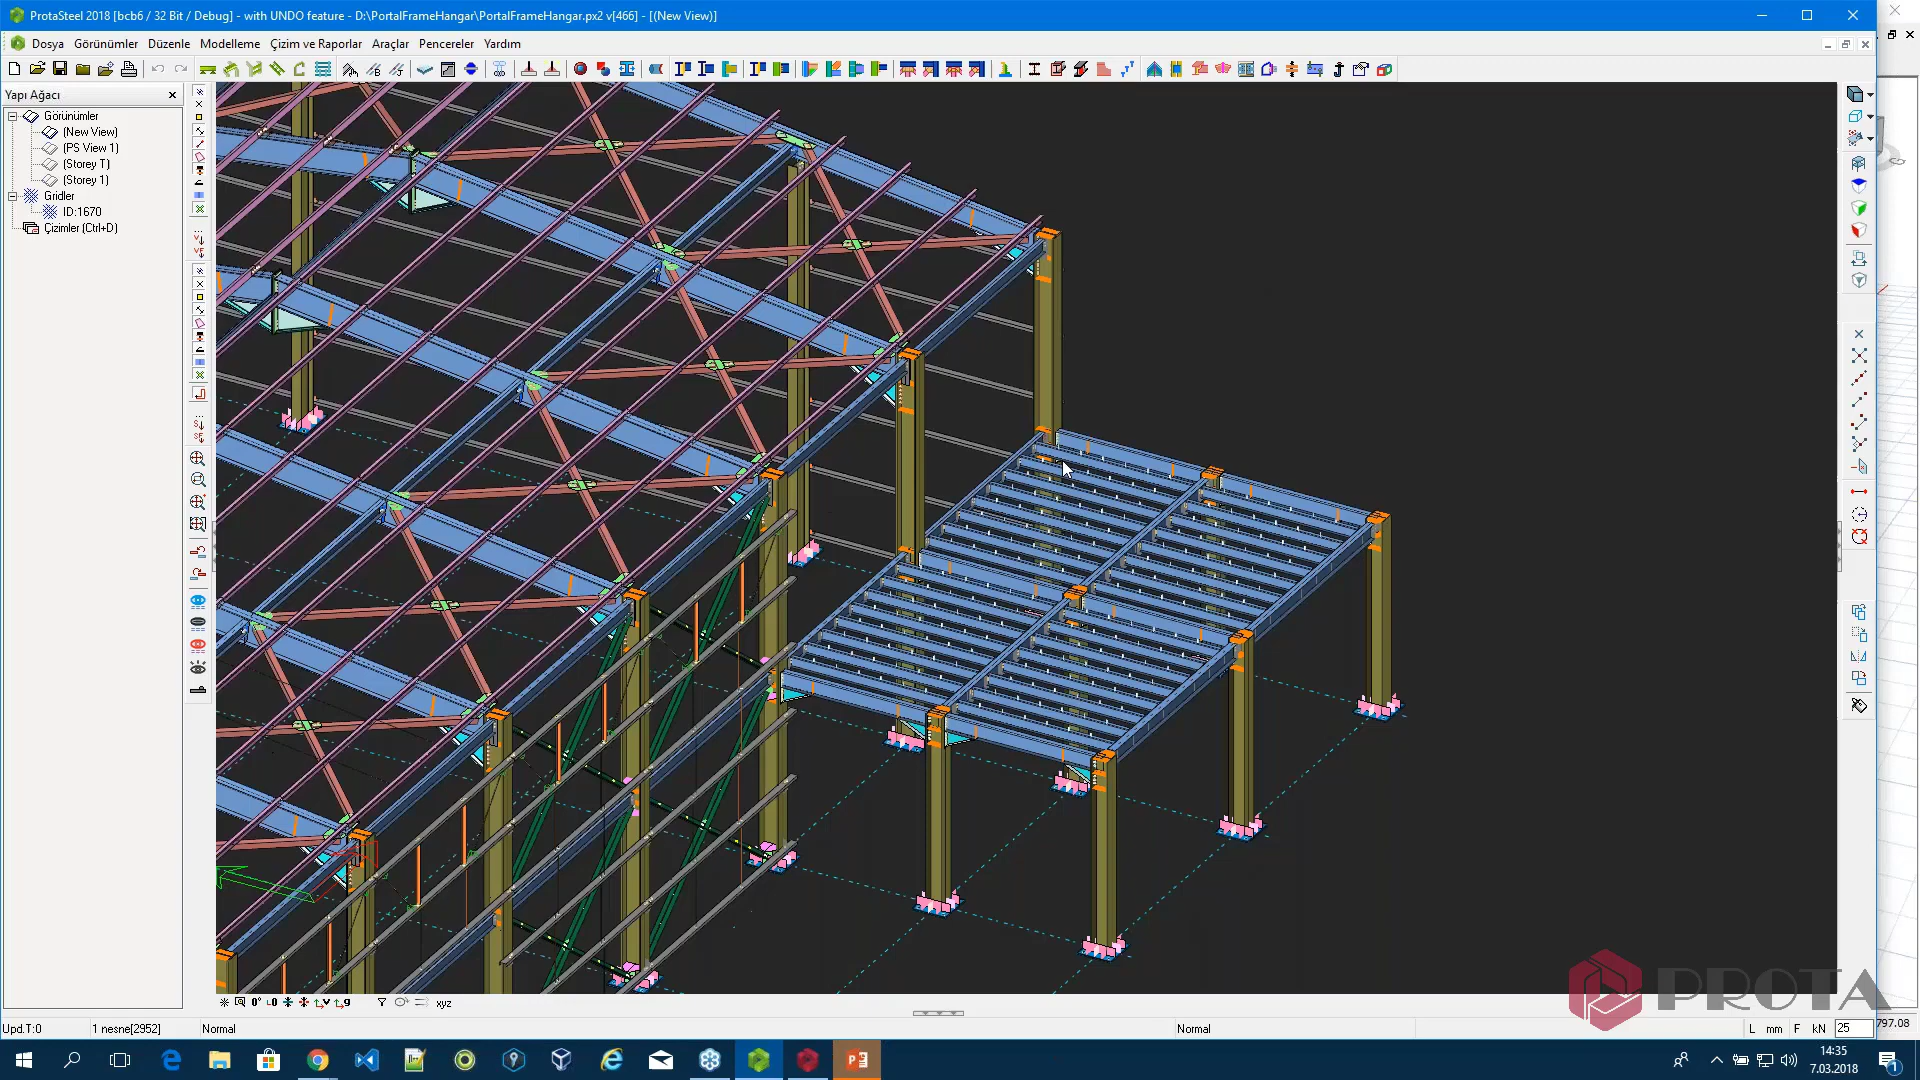 ProtaSteel 2018 [bcb6 / 32 Bit / Debug] - with UNDO feature - D:\PortalFrameHangar\PortalFrameHangar.px2 v[466] - [(New View)]
Dosya Görünümler Düzenle Modelleme Çizim ve Raporlar Araçlar Pencereler Yardım
Yapı Ağacı
Görünümler
(New View)
(PS View 1)
(Storey T)
(Storey 1)
Gridler
ID:1670
Çizimler (Ctrl+D)
xyz
PROTA
Upd.T:0 1 nesne[2952] Normal Normal L mm F kN 25 797.08
14:35
7.03.2018